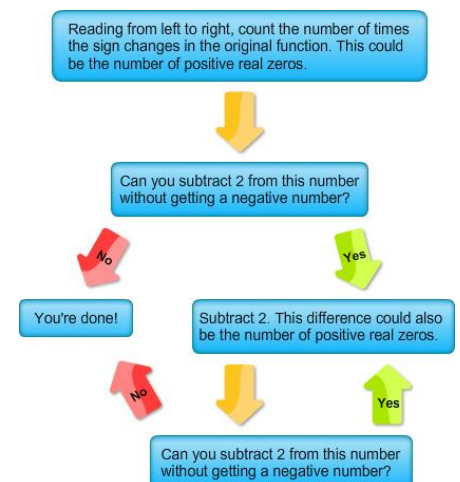 Reading from left to right, count the number of times
the sign changes in the original function. This could
be the number of positive real zeros.
Can you subtract 2 from this number
without getting a negative number?
No
Yes
You're done!
Subtract 2. This difference could also
be the number of positive real zeros.
No
Yes
Can you subtract 2 from this number
without getting a negative number?